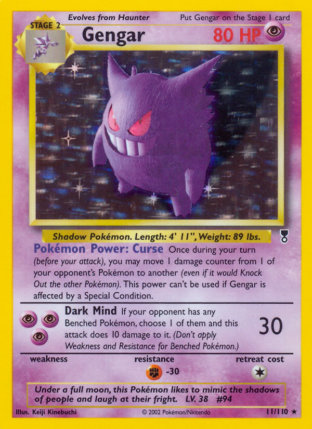 Evolves from Haunter Put Gengar on the Stage 1 card
STAGE 2
Gengar 80 HP
Shadow Pokémon. Length: 4' 11", Weight: 89 lbs.
Pokémon Power: Curse Once during your turn
(before your attack), you may move 1 damage counter from 1 of
your opponent's Pokémon to another (even if it would Knock
Out the other Pokémon). This power can't be used if Gengar is
affected by a Special Condition.
Dark Mind If your opponent has any
Benched Pokémon, choose 1 of them and this
attack does 10 damage to it. (Don't apply
Weakness and Resistance for Benched Pokémon.)
30
weakness resistance retreat cost
-30
Under a full moon, this Pokémon likes to mimic the shadows
of people and laugh at their fright. LV. 38 #94
Illus. Keiji Kinebuchi © 2002 Pokémon/Nintendo 11/110 ★